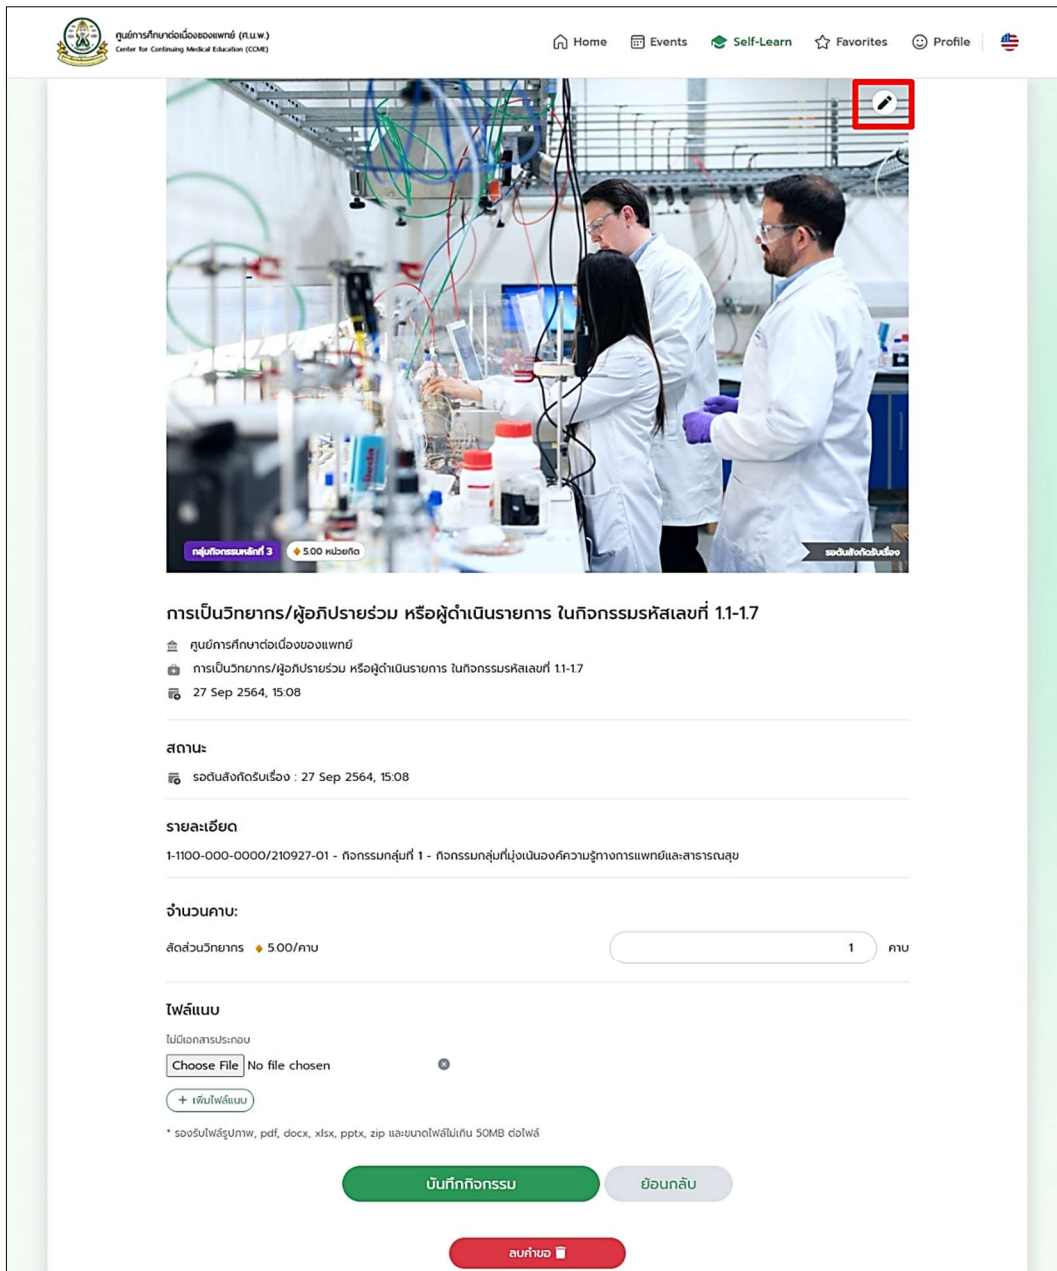 ศูนย์การศึกษาต่อเนื่องของแพทย์ (ศ.น.พ.)
Center for Continuing Medical Education (CCME)
Home Events Self-Learn Favorites Profile
กลุ่มกิจกรรมหลักที่ 3 5.00 หน่วยกิต รอต้นสังกัดรับเรื่อง
การเป็นวิทยากร/ผู้อภิปรายร่วม หรือผู้ดำเนินรายการ ในกิจกรรมรหัสเลขที่ 1.1-1.7
ศูนย์การศึกษาต่อเนื่องของแพทย์
การเป็นวิทยากร/ผู้อภิปรายร่วม หรือผู้ดำเนินรายการ ในกิจกรรมรหัสเลขที่ 1.1-1.7
27 Sep 2564, 15:08
สถานะ
รอต้นสังกัดรับเรื่อง : 27 Sep 2564, 15:08
รายละเอียด
1-1100-000-0000/210927-01 - กิจกรรมกลุ่มที่ 1 - กิจกรรมกลุ่มที่มุ่งเน้นองค์ความรู้ทางการแพทย์และสาธารณสุข
จำนวนคาบ:
สัดส่วนวิทยากร 5.00/คาบ 1 คาบ
ไฟล์แนบ
ไม่มีเอกสารประกอบ
Choose File No file chosen
+ เพิ่มไฟล์แนบ
* รองรับไฟล์รูปภาพ, pdf, docx, xlsx, pptx, zip และขนาดไฟล์ไม่เกิน 50MB ต่อไฟล์
บันทึกกิจกรรม ย้อนกลับ
ลบคำขอ